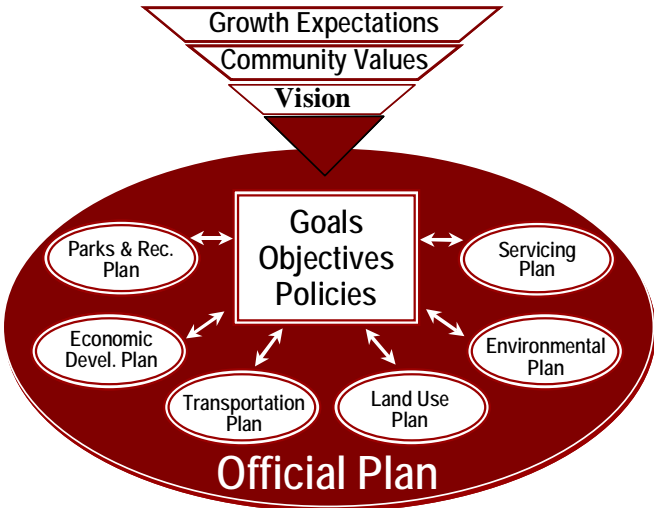 Growth Expectations
Community Values
Vision
Goals
Objectives
Policies
Parks & Rec.
Plan
Servicing
Plan
Economic
Devel. Plan
Environmental
Plan
Transportation
Plan
Land Use
Plan
Official Plan